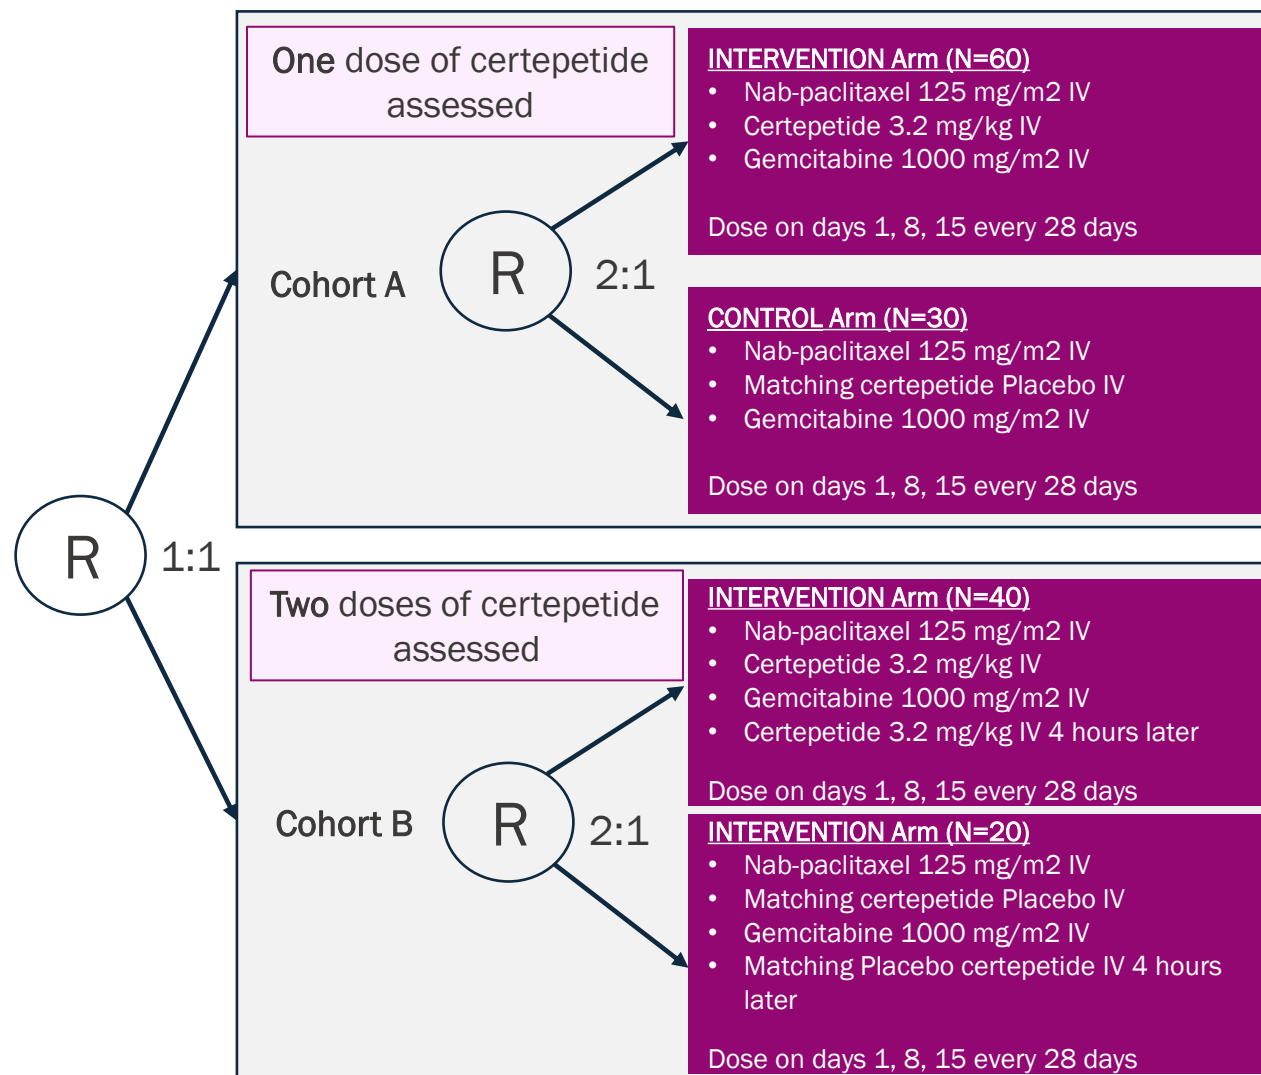 One dose of certepetide
assessed
INTERVENTION Arm (N=60)
• Nab-paclitaxel 125 mg/m2 IV
• Certepetide 3.2 mg/kg IV
• Gemcitabine 1000 mg/m2 IV
Dose on days 1, 8, 15 every 28 days
Cohort A
R
2:1
CONTROL Arm (N=30)
• Nab-paclitaxel 125 mg/m2 IV
• Matching certepetide Placebo IV
• Gemcitabine 1000 mg/m2 IV
Dose on days 1, 8, 15 every 28 days
R
1:1
Two doses of certepetide
assessed
INTERVENTION Arm (N=40)
• Nab-paclitaxel 125 mg/m2 IV
• Certepetide 3.2 mg/kg IV
• Gemcitabine 1000 mg/m2 IV
• Certepetide 3.2 mg/kg IV 4 hours later
Dose on days 1, 8, 15 every 28 days
Cohort B
R
2:1
INTERVENTION Arm (N=20)
• Nab-paclitaxel 125 mg/m2 IV
• Matching certepetide Placebo IV
• Gemcitabine 1000 mg/m2 IV
• Matching Placebo certepetide IV 4 hours
later
Dose on days 1, 8, 15 every 28 days